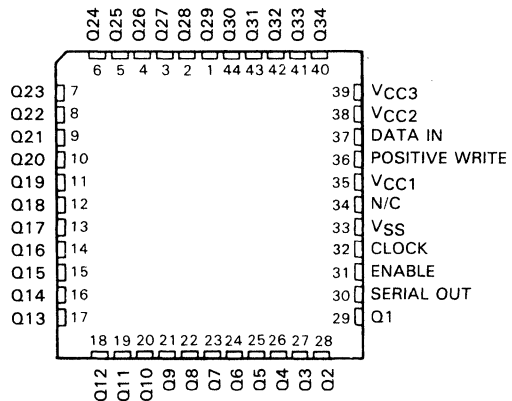 Q24 Q25 Q26 Q27 Q28 Q29 Q30 Q31 Q32 Q33 Q34
6 5 4 3 2 1 44 43 42 41 40
Q23 7 39 VCC3
Q22 8 38 VCC2
Q21 9 37 DATA IN
Q20 10 36 POSITIVE WRITE
Q19 11 35 VCC1
Q18 12 34 N/C
Q17 13 33 VSS
Q16 14 32 CLOCK
Q15 15 31 ENABLE
Q14 16 30 SERIAL OUT
Q13 17 29 Q1
18 19 20 21 22 23 24 25 26 27 28
Q12 Q11 Q10 Q9 Q8 Q7 Q6 Q5 Q4 Q3 Q2